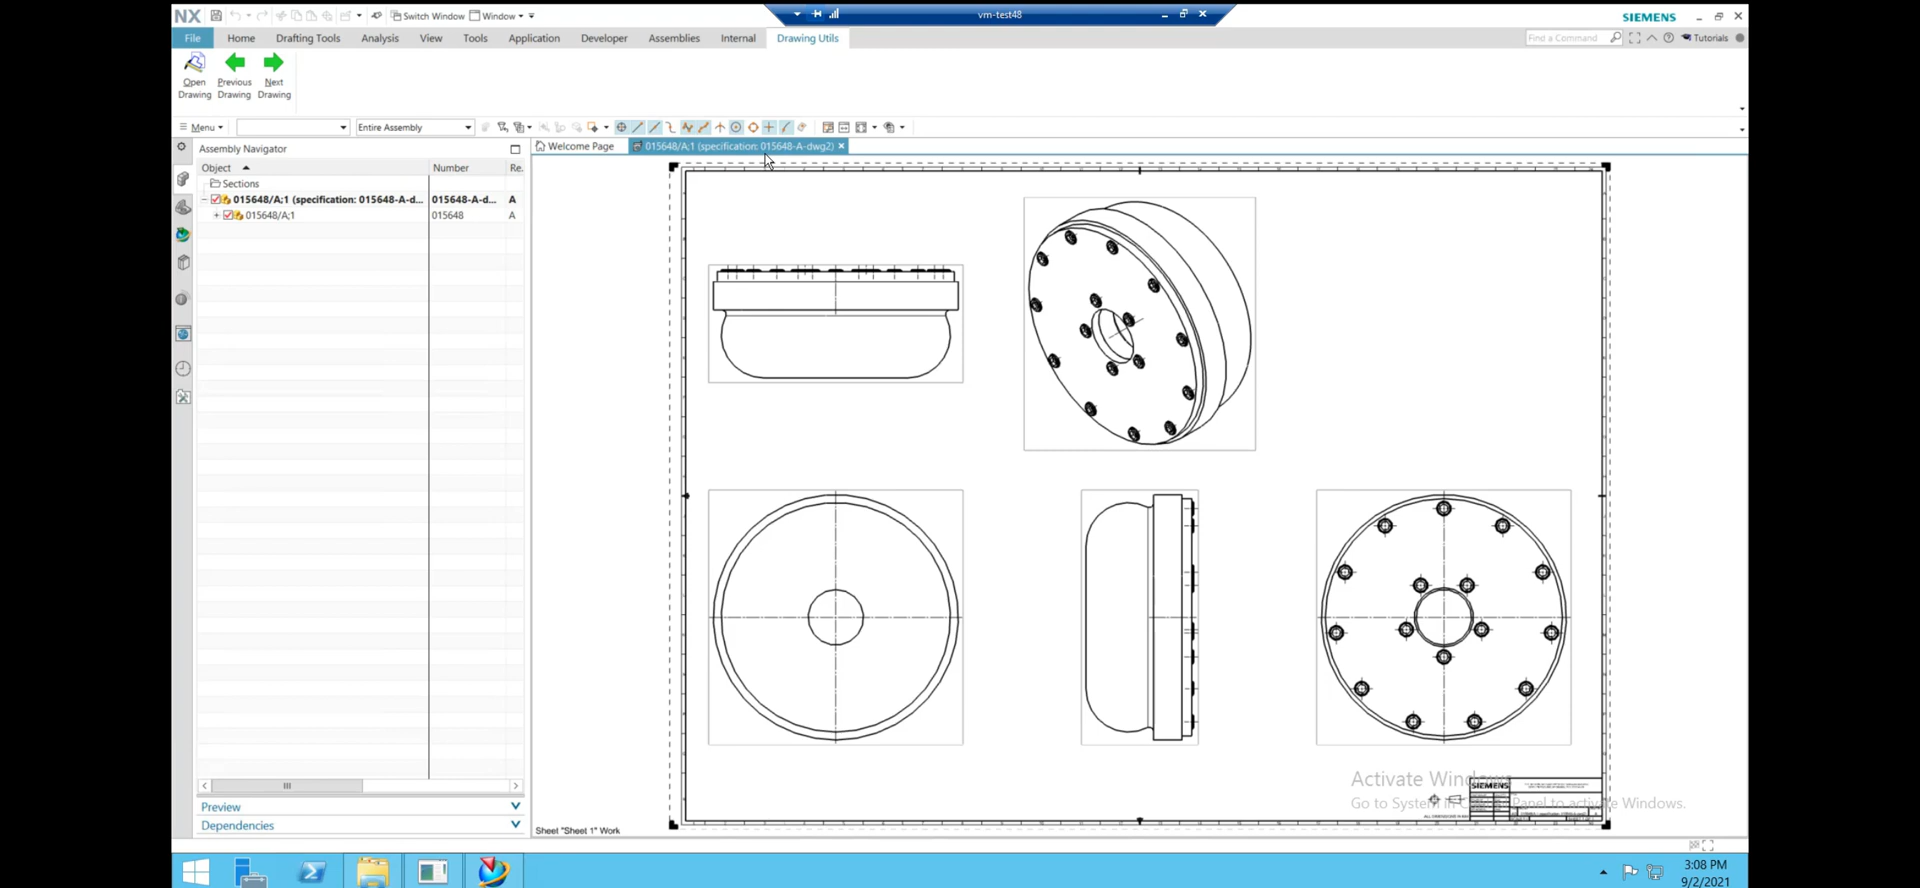 NX
Switch Window
Window
vm-test48
SIEMENS
File
Home
Drafting Tools
Analysis
View
Tools
Application
Developer
Assemblies
Internal
Drawing Utils
Find a Command
Tutorials
Open Drawing
Previous Drawing
Next Drawing
Menu
Entire Assembly
Assembly Navigator
Welcome Page
015648/A;1 (specification: 015648-A-dwg2)
Object
Number
Re.
Sections
015648/A;1 (specification: 015648-A-d...
015648-A-d...
A
015648/A;1
015648
A
Preview
Dependencies
Sheet "Sheet 1" Work
SIEMENS
Activate Windows
Go to System in Control Panel to activate Windows.
3:08 PM
9/2/2021